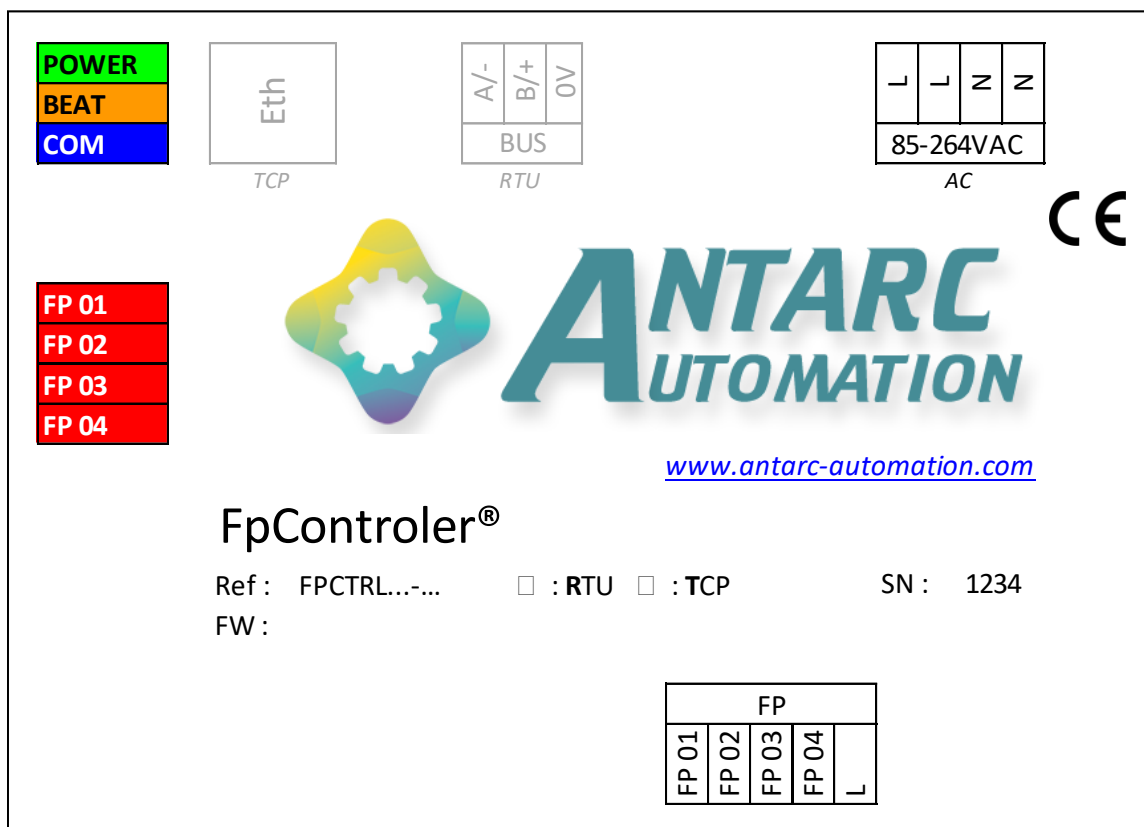 POWER
BEAT
COM
Eth
TCP
A/- B/+ 0V
BUS
RTU
L L N N
85-264VAC
AC
CE
FP 01
FP 02
FP 03
FP 04
ANTARC
AUTOMATION
www.antarc-automation.com
FpControler®
Ref : FPCTRL...-... □ : RTU □ : TCP SN : 1234
FW :
FP
FP 01 FP 02 FP 03 FP 04 L